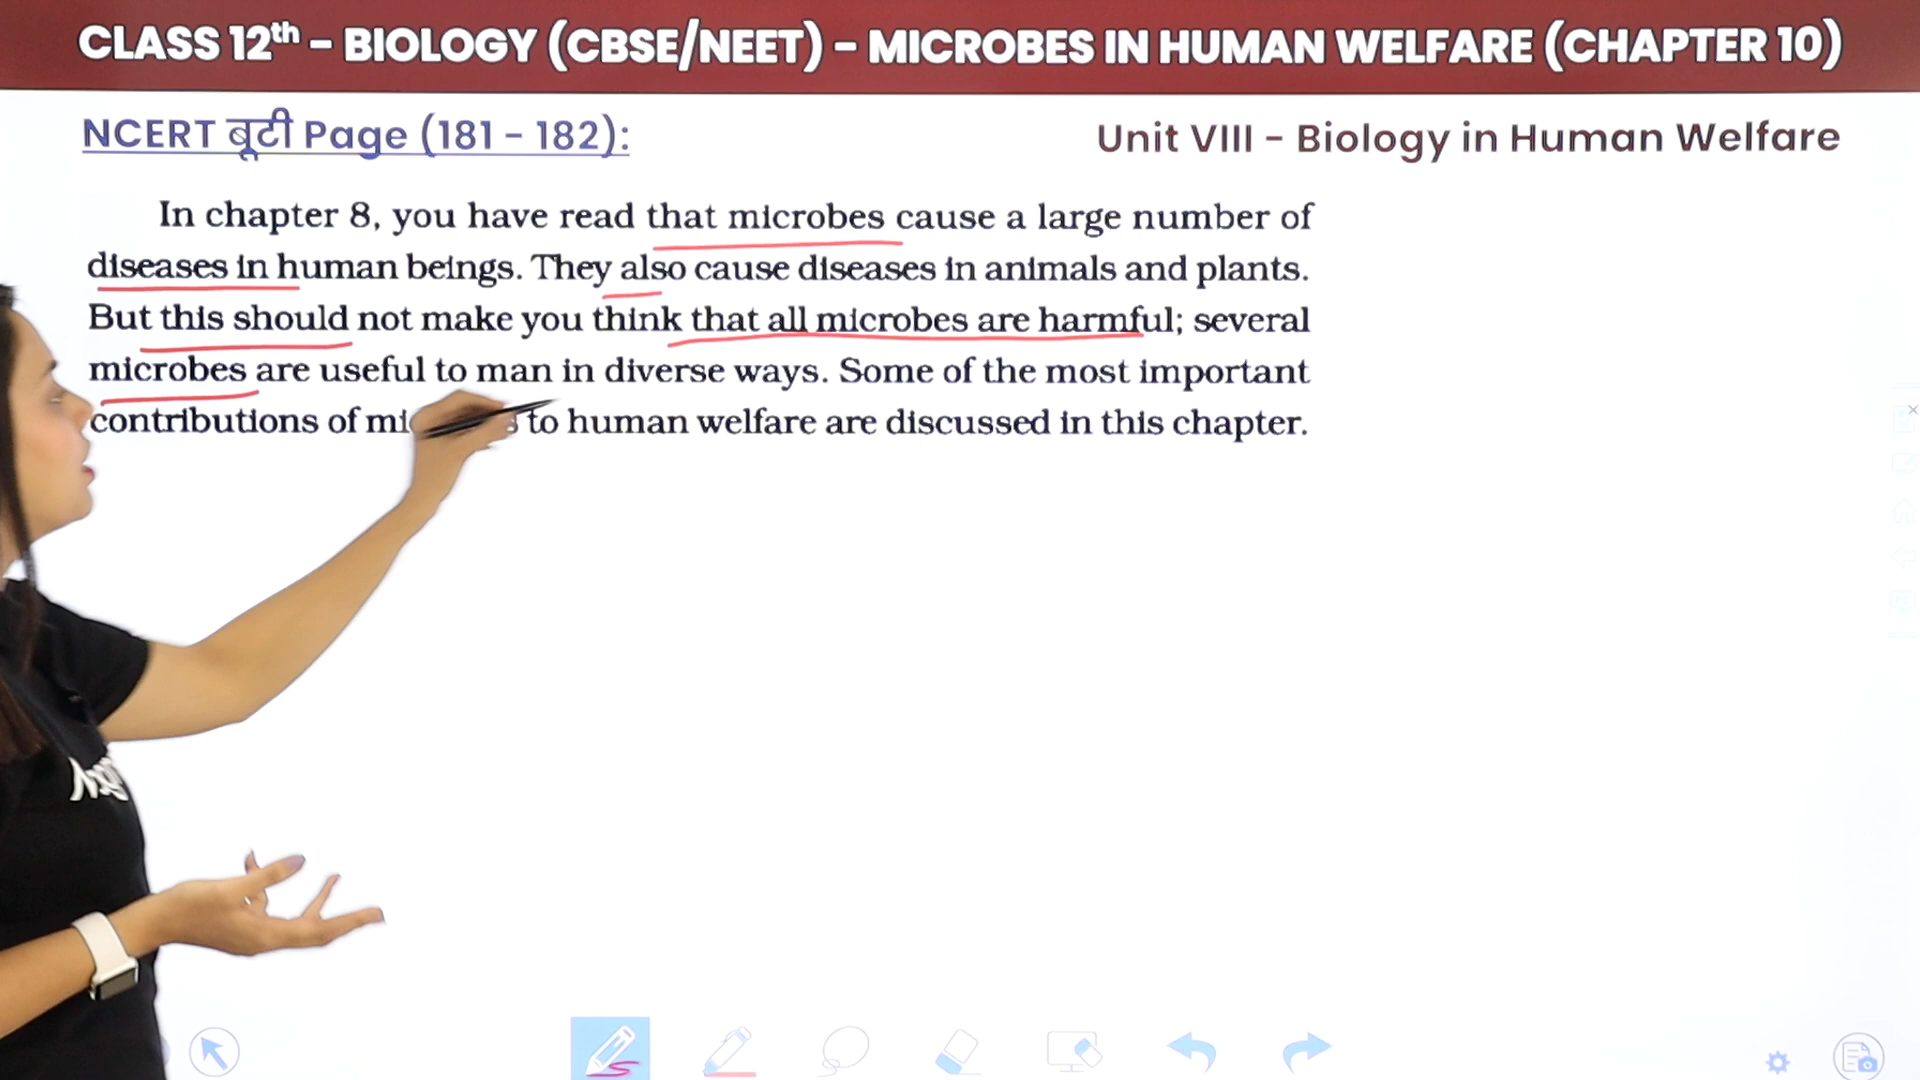 CLASS 12th – BIOLOGY (CBSE/NEET) – MICROBES IN HUMAN WELFARE (CHAPTER 10)
NCERT बूटी Page (181 – 182):
Unit VIII – Biology in Human Welfare
In chapter 8, you have read that microbes cause a large number of
diseases in human beings. They also cause diseases in animals and plants.
But this should not make you think that all microbes are harmful; several
microbes are useful to man in diverse ways. Some of the most important
contributions of to human welfare are discussed in this chapter.